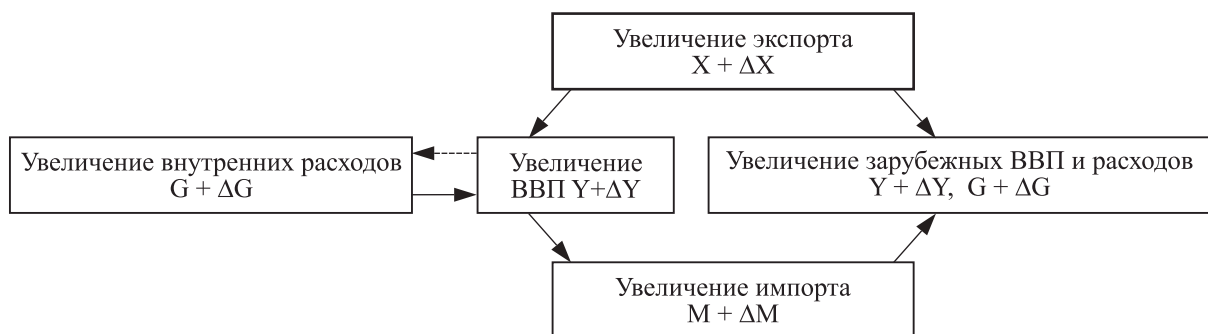 Увеличение экспорта
X + ΔX
Увеличение внутренних расходов
G + ΔG
Увеличение
ВВП Y+ΔY
Увеличение зарубежных ВВП и расходов
Y + ΔY, G + ΔG
Увеличение импорта
M + ΔM